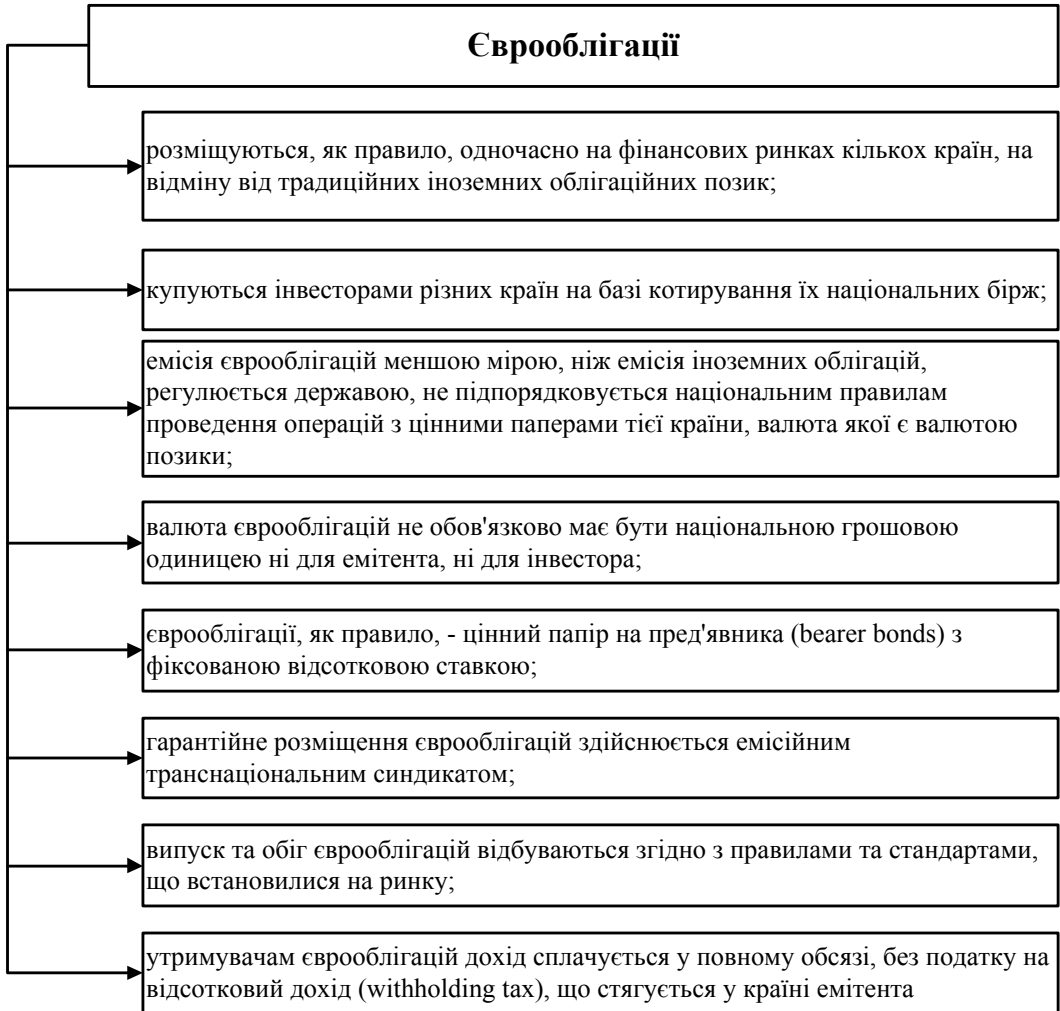 Єврооблігації
розміщуються, як правило, одночасно на фінансових ринках кількох країн, на
відміну від традиційних іноземних облігаційних позик;
купуються інвесторами різних країн на базі котирування їх національних бірж;
емісія єврооблігацій меншою мірою, ніж емісія іноземних облігацій,
регулюється державою, не підпорядковується національним правилам
проведення операцій з цінними паперами тієї країни, валюта якої є валютою
позики;
валюта єврооблігацій не обов'язково має бути національною грошовою
одиницею ні для емітента, ні для інвестора;
єврооблігації, як правило, - цінний папір на пред'явника (bearer bonds) з
фіксованою відсотковою ставкою;
гарантійне розміщення єврооблігацій здійснюється емісійним
транснаціональним синдикатом;
випуск та обіг єврооблігацій відбуваються згідно з правилами та стандартами,
що встановилися на ринку;
утримувачам єврооблігацій дохід сплачується у повному обсязі, без податку на
відсотковий дохід (withholding tax), що стягується у країні емітента